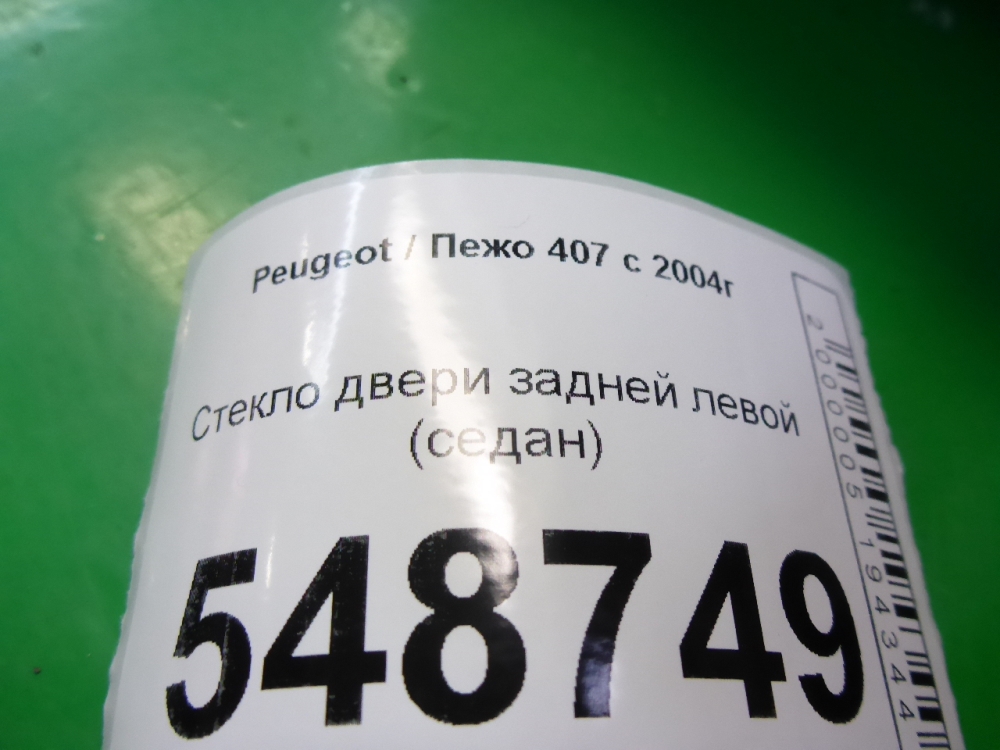 Peugeot / Пежо 407 с 2004г
Стекло двери задней левой
(седан)
548749
2000005194344